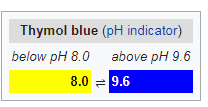 Thymol blue (pH indicator)
below pH 8.0 above pH 9.6
8.0 ⇌ 9.6